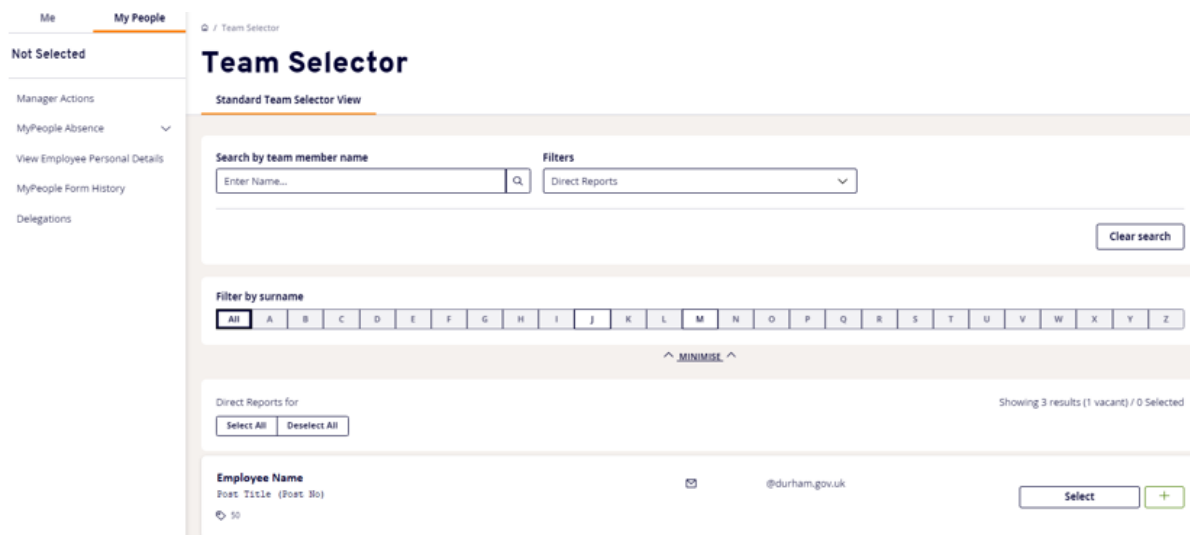 Me My People
Not Selected
Manager Actions
MyPeople Absence
View Employee Personal Details
MyPeople Form History
Delegations
/ Team Selector
Team Selector
Standard Team Selector View
Search by team member name Filters
Enter Name... Direct Reports
Clear search
Filter by surname
All A B C D E F G H I J K L M N O P Q R S T U V W X Y Z
MINIMISE
Direct Reports for Showing 3 results (1 vacant) / 0 Selected
Select All Deselect All
Employee Name
Post Title (Post No)
@durham.gov.uk
Select +
50